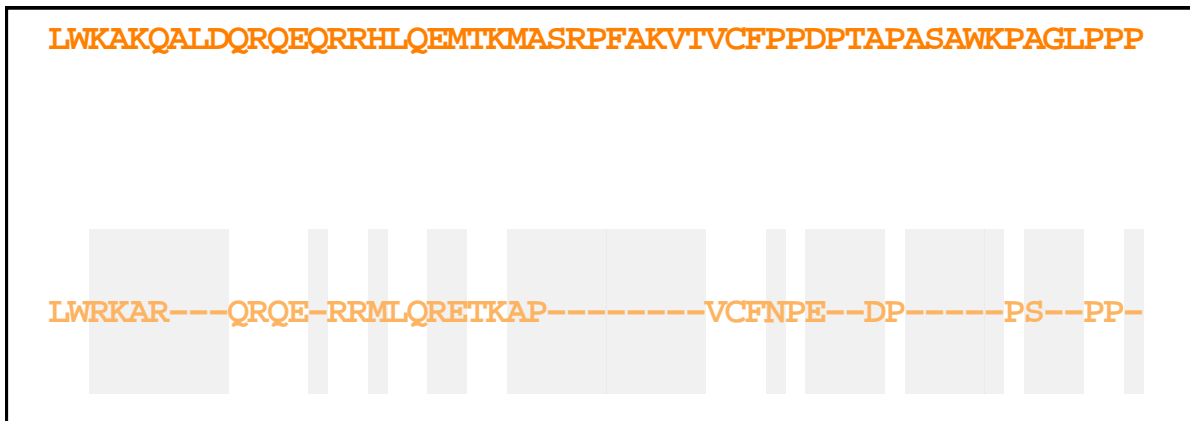 LWKAKQALDQRQEQRRHLQEMTKMASRPFAKVTVCFPPDPTAPASAWKPAGLPPP
LWRKAR---QRQE-RRMLQRETKAP--------VCFNPE--DP-----PS--PP-